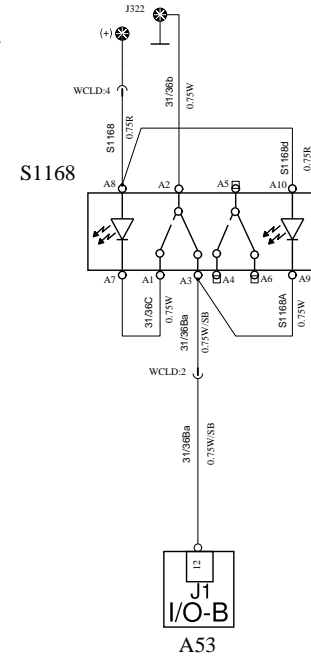 J322
(+)
WCLD:4
31/36b
0.75W
S1168
0.75R
S1168d
0.75R
S1168
A8
A2
A5
A10
A7
A1
A3
A4
A6
A9
31/36C
0.75W
31/36Ba
0.75W/SB
S1168A
0.75W
WCLD:2
31/36Ba
0.75W/SB
12
J1
I/O-B
A53